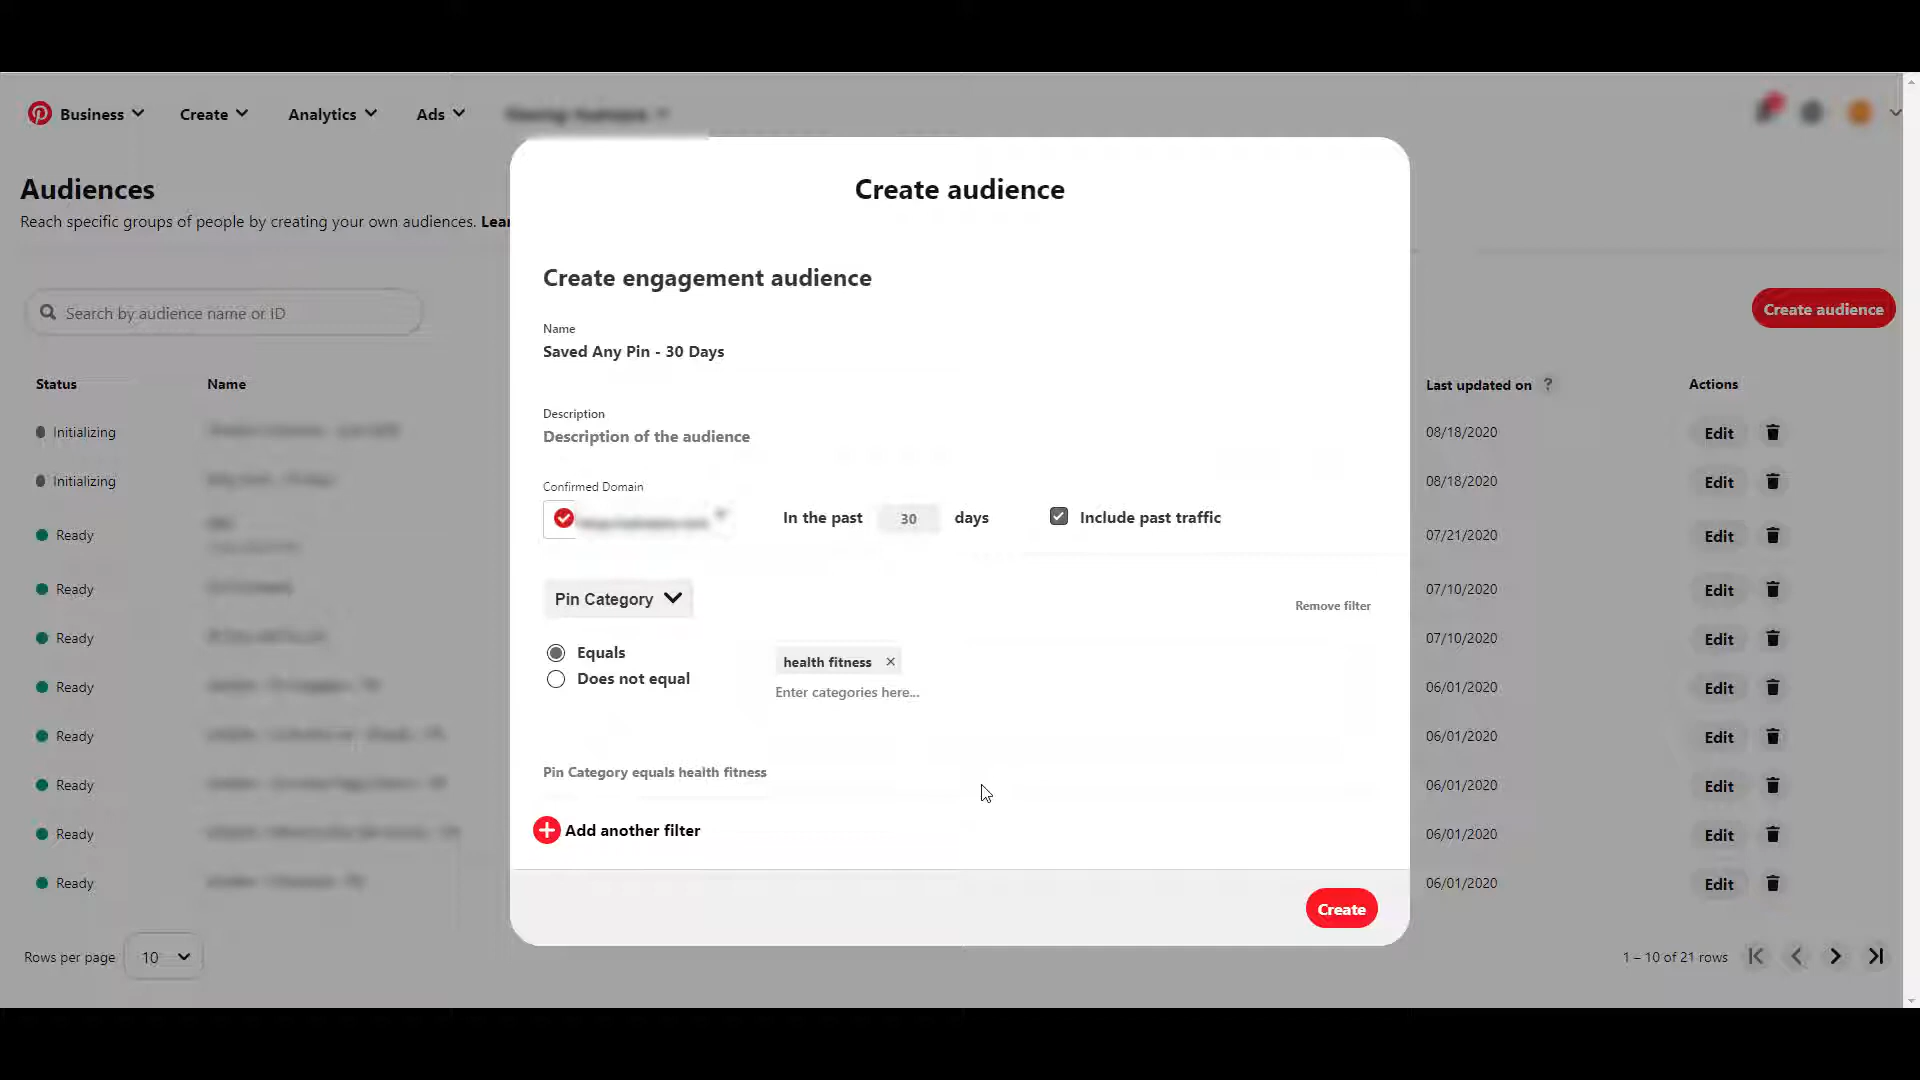 Business Create Analytics Ads
Audiences
Reach specific groups of people by creating your own audiences. Lear
Search by audience name or ID
Create audience
Status Name Last updated on ? Actions
Initializing 08/18/2020 Edit
Initializing 08/18/2020 Edit
Ready 07/21/2020 Edit
Ready 07/10/2020 Edit
Ready 07/10/2020 Edit
Ready 06/01/2020 Edit
Ready 06/01/2020 Edit
Ready 06/01/2020 Edit
Ready 06/01/2020 Edit
Ready 06/01/2020 Edit
Rows per page 10 1 – 10 of 21 rows
Create audience
Create engagement audience
Name
Saved Any Pin - 30 Days
Description
Description of the audience
Confirmed Domain
In the past 30 days Include past traffic
Pin Category
Remove filter
Equals
Does not equal
health fitness ×
Enter categories here...
Pin Category equals health fitness
Add another filter
Create